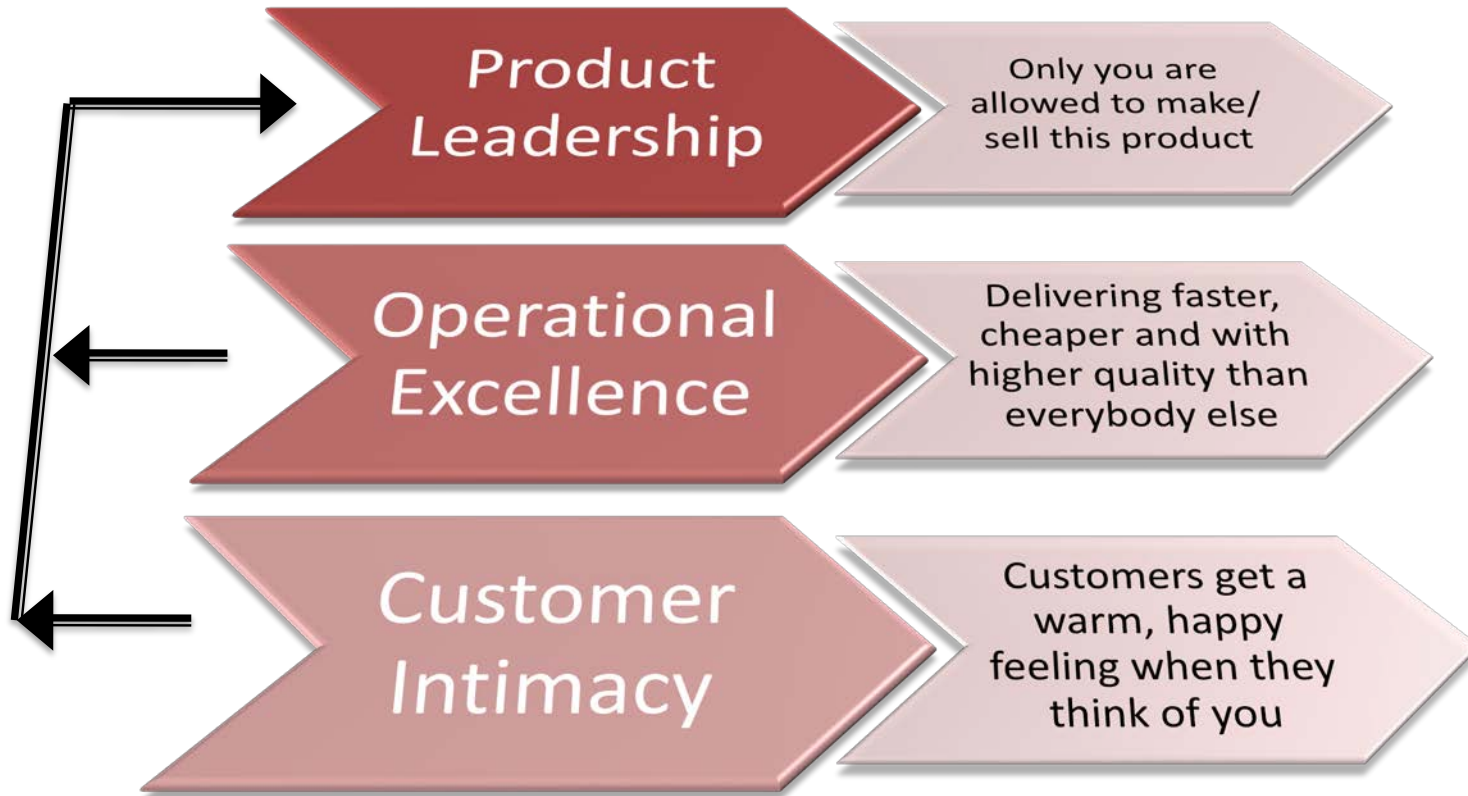 Product
Leadership
Only you are
allowed to make/
sell this product
Operational
Excellence
Delivering faster,
cheaper and with
higher quality than
everybody else
Customer
Intimacy
Customers get a
warm, happy
feeling when they
think of you